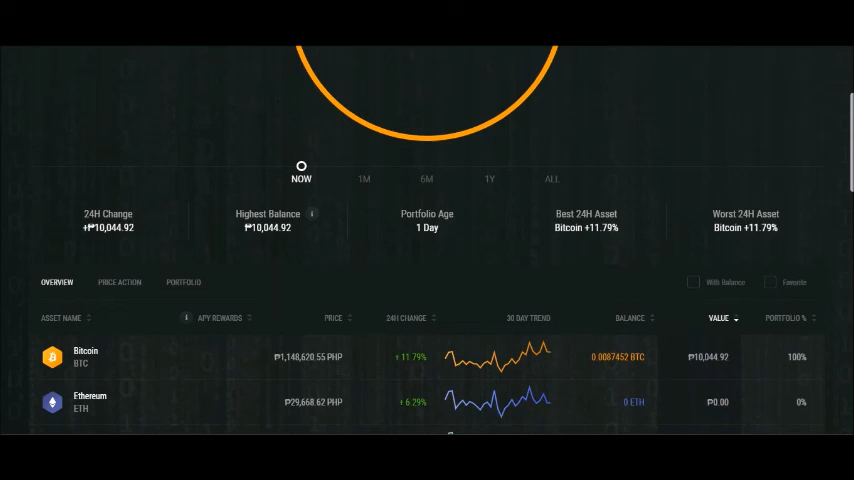 NOW 1M 6M 1Y ALL
24H Change Highest Balance i Portfolio Age Best 24H Asset Worst 24H Asset
+₱10,044.92 ₱10,044.92 1 Day Bitcoin +11.79% Bitcoin +11.79%
OVERVIEW PRICE ACTION PORTFOLIO With Balance Favorite
ASSET NAME i APY REWARDS PRICE 24H CHANGE 30 DAY TREND BALANCE VALUE PORTFOLIO %
Bitcoin
BTC
₱1,148,620.55 PHP +11.79% 0.0087452 BTC ₱10,044.92 100%
Ethereum
ETH
₱29,668.62 PHP +6.29% 0 ETH ₱0.00 0%